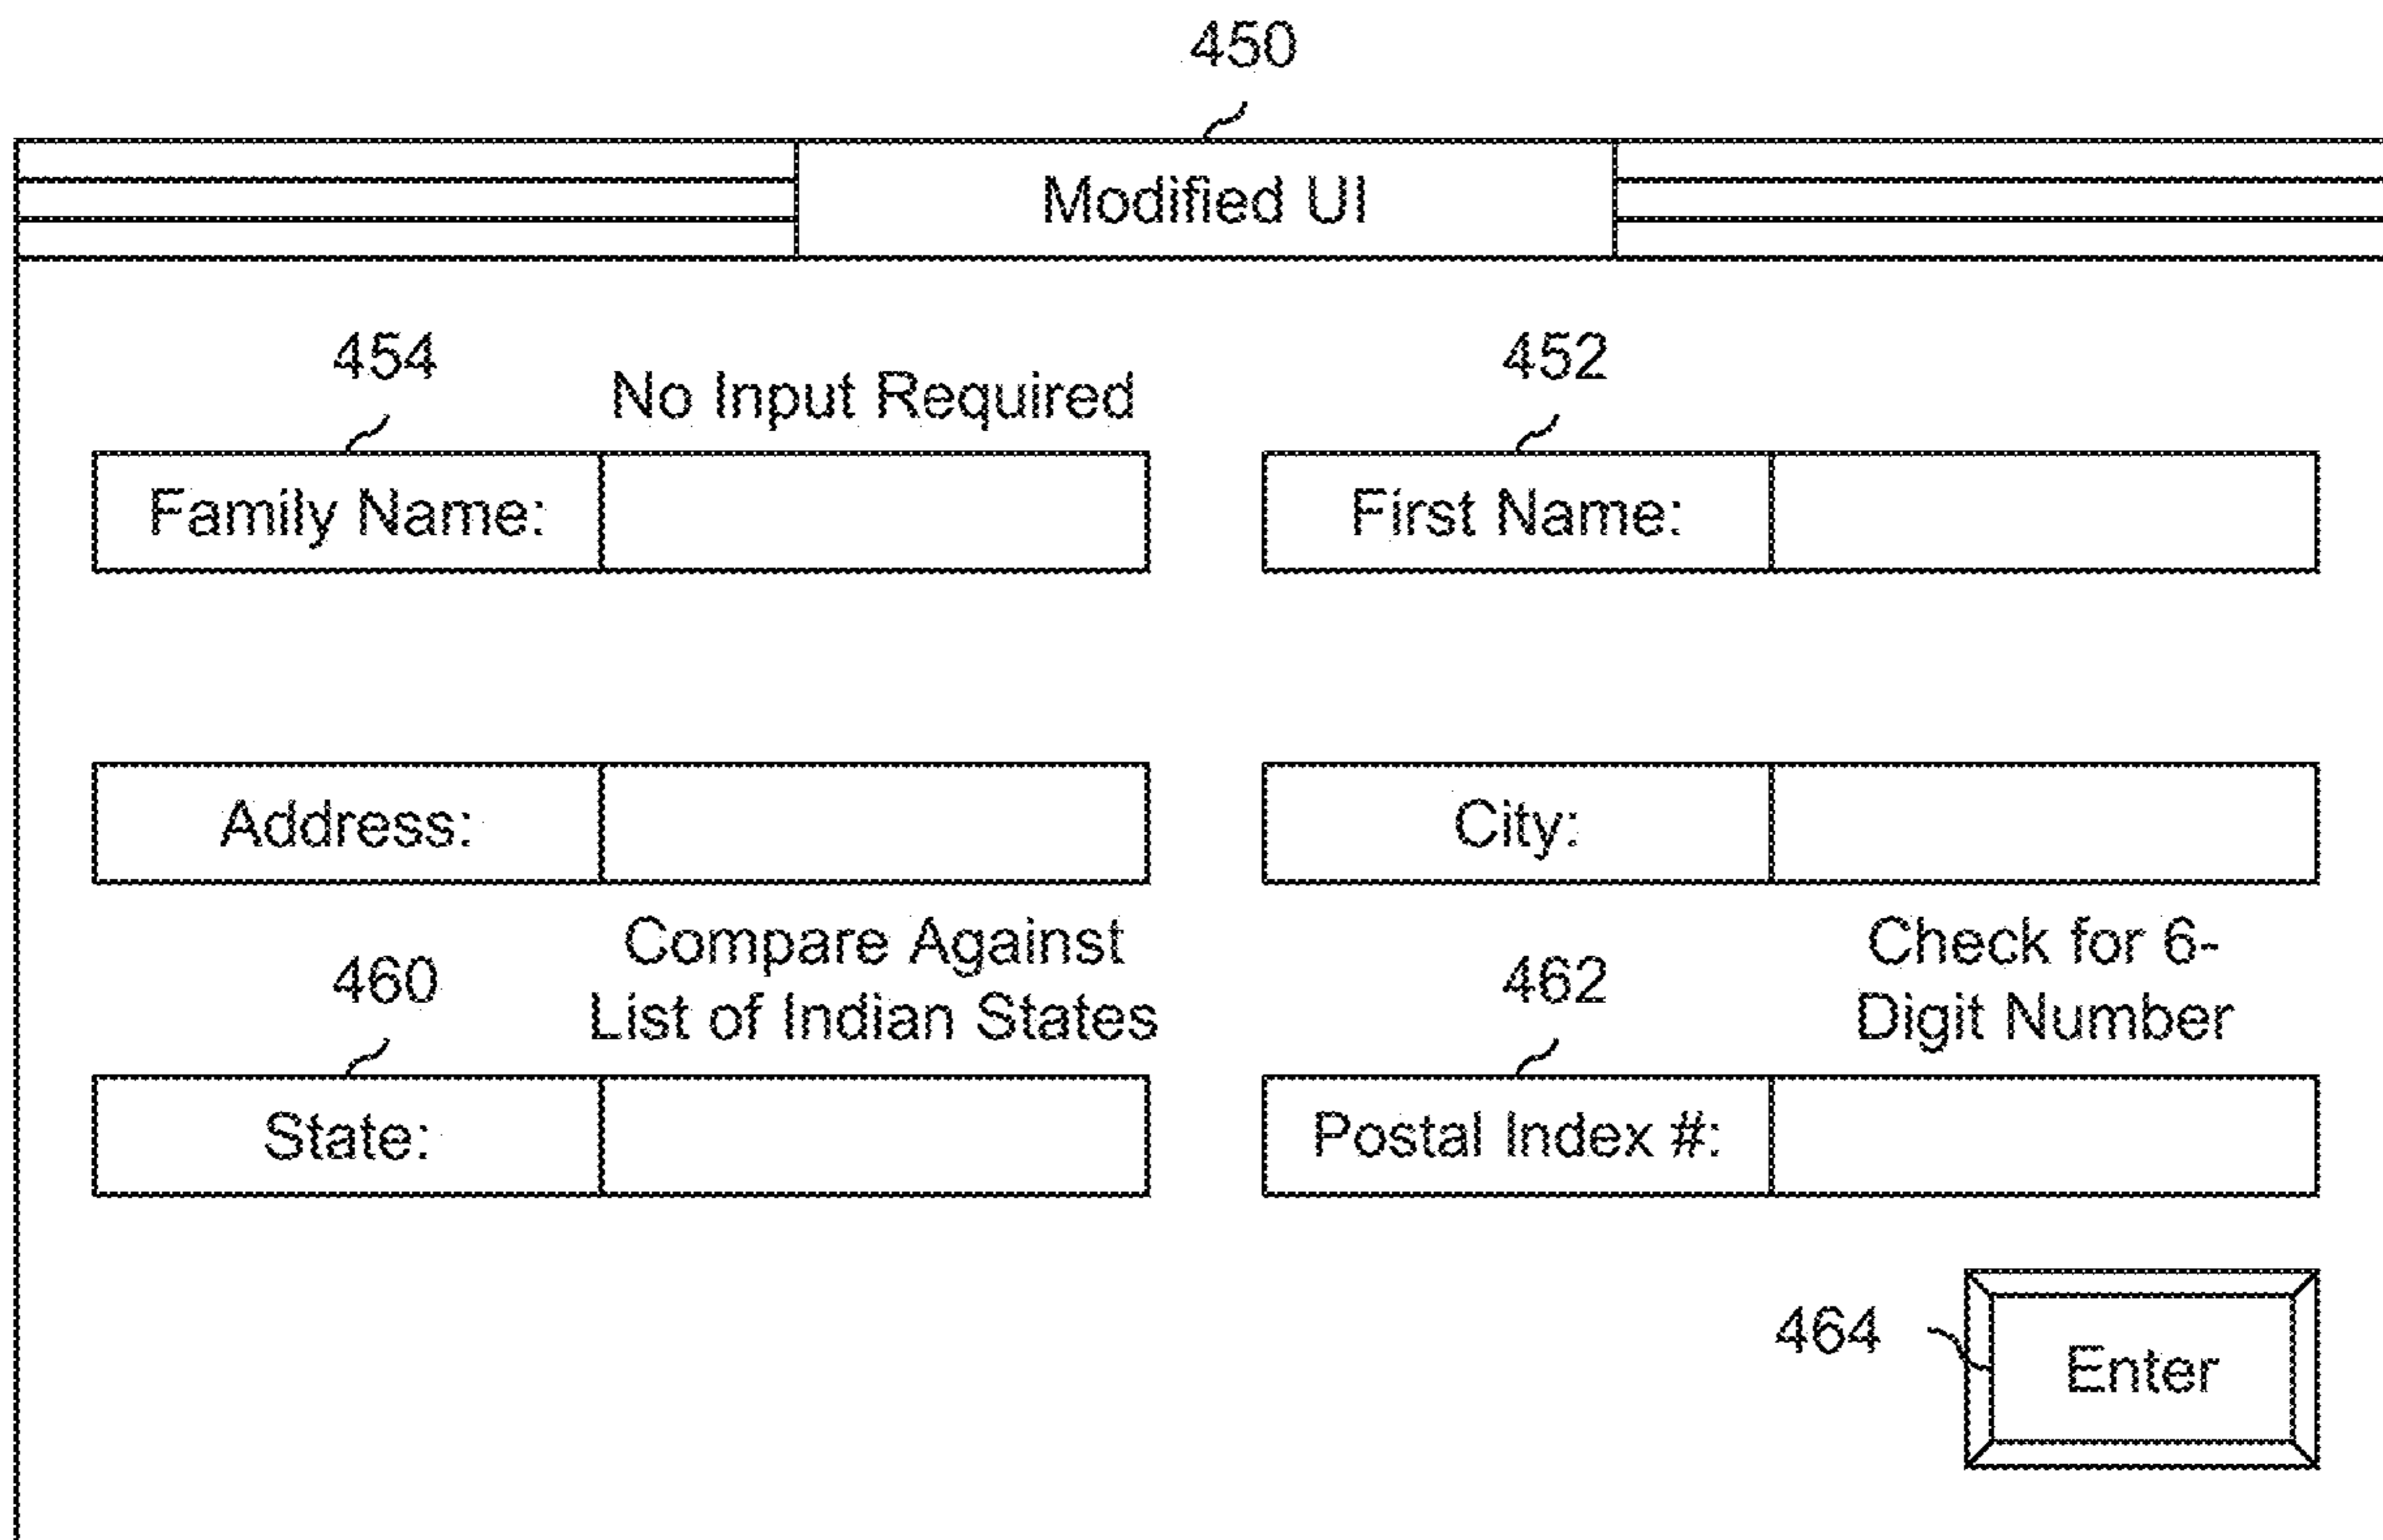 450
Modified UI
454
No Input Required
452
Family Name:
First Name:
Address:
City:
460
Compare Against
List of Indian States
462
Check for 6-
Digit Number
State:
Postal Index #:
464
Enter